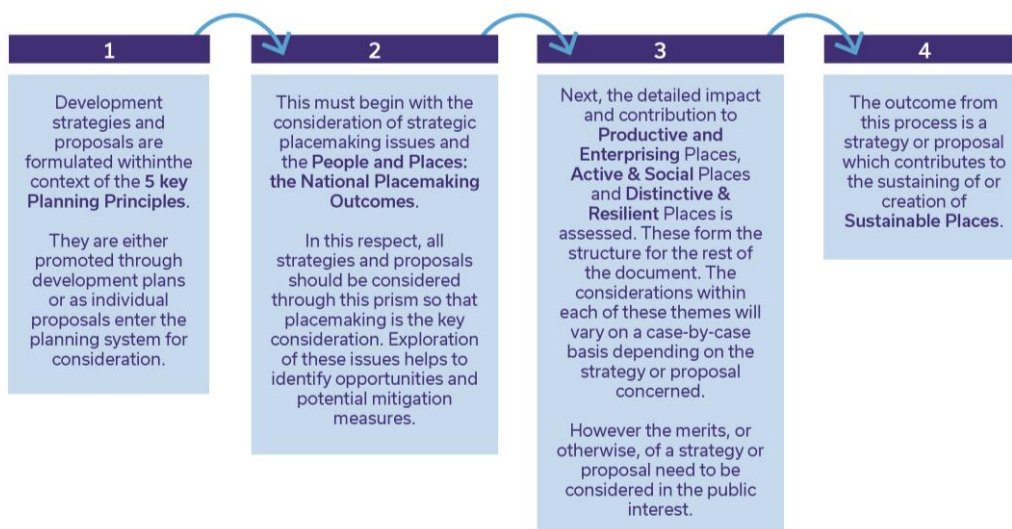 1
Development
strategies and
proposals are
formulated withinthe
context of the 5 key
Planning Principles.
They are either
promoted through
development plans
or as individual
proposals enter the
planning system for
consideration.
2
This must begin with the
consideration of strategic
placemaking issues and
the People and Places:
the National Placemaking
Outcomes.
In this respect, all
strategies and proposals
should be considered
through this prism so that
placemaking is the key
consideration. Exploration
of these issues helps to
identify opportunities and
potential mitigation
measures.
3
Next, the detailed impact
and contribution to
Productive and
Enterprising Places,
Active & Social Places
and Distinctive &
Resilient Places is
assessed. These form the
structure for the rest of
the document. The
considerations within
each of these themes will
vary on a case-by-case
basis depending on the
strategy or proposal
concerned.
However the merits, or
otherwise, of a strategy or
proposal need to be
considered in the public
interest.
4
The outcome from
this process is a
strategy or proposal
which contributes to
the sustaining of or
creation of
Sustainable Places.